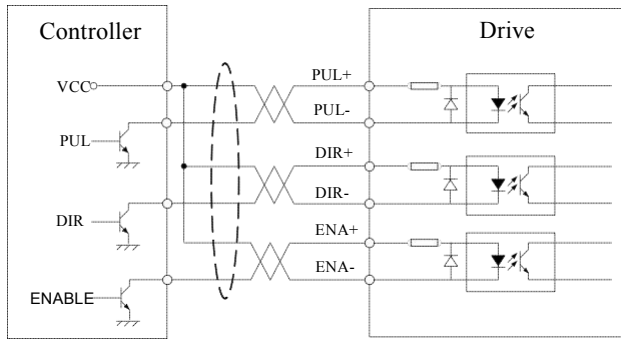 Controller
Drive
VCC
PUL+
PUL-
PUL
DIR+
DIR-
DIR
ENA+
ENA-
ENABLE